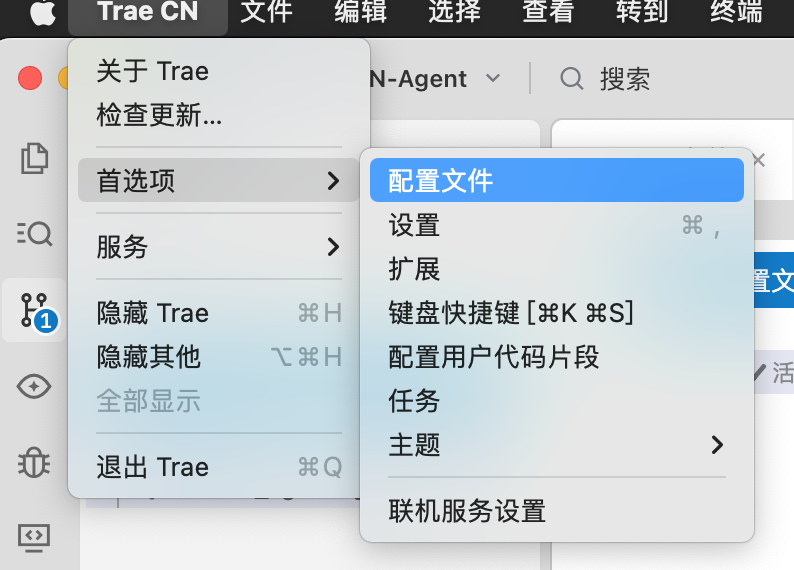 Trae CN 文件 编辑 选择 查看 转到 终端
N-Agent 搜索
关于 Trae
检查更新...
首选项
服务
隐藏 Trae ⌘H
隐藏其他 ⌥⌘H
全部显示
退出 Trae ⌘Q
配置文件
设置 ⌘ ,
扩展
键盘快捷键 [⌘K ⌘S]
配置用户代码片段
任务
主题
联机服务设置
置文
活
1